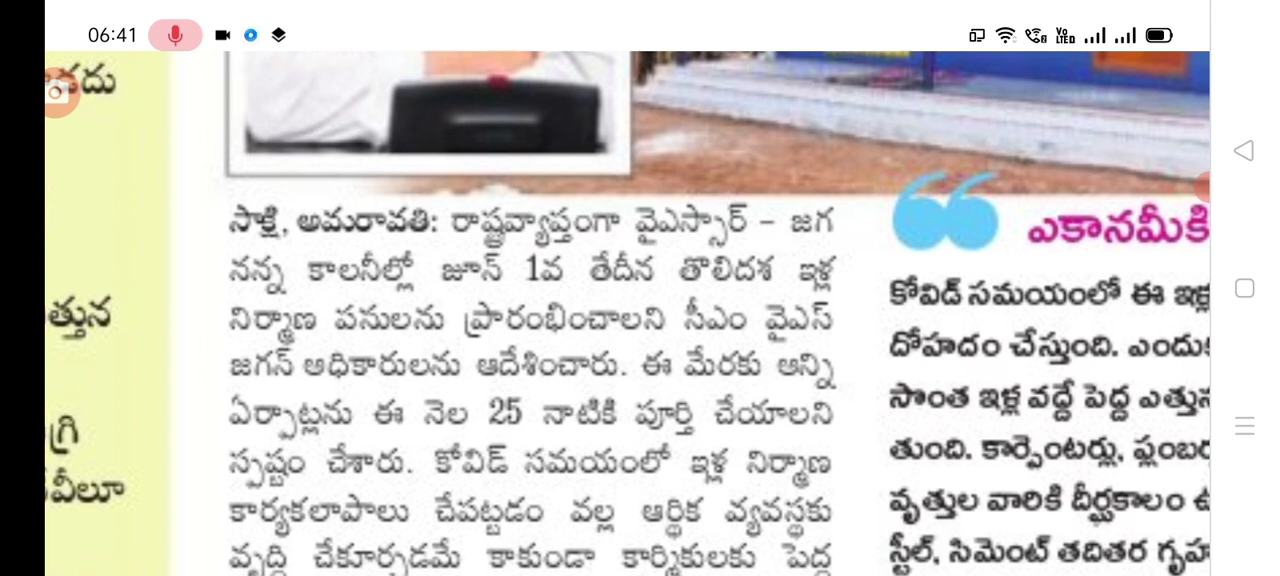 06:41
డదు
త్తున
గ్రి
వీలూ
సాక్షి, అమరావతి: రాష్ట్రవ్యాప్తంగా వైఎస్సార్ – జగ
నన్న కాలనీల్లో జూన్ 1వ తేదీన తొలిదశ ఇళ్ల
నిర్మాణ పనులను ప్రారంభించాలని సీఎం వైఎస్
జగన్ అధికారులను ఆదేశించారు. ఈ మేరకు అన్ని
ఏర్పాట్లను ఈ నెల 25 నాటికి పూర్తి చేయాలని
స్పష్టం చేశారు. కోవిడ్ సమయంలో ఇళ్ల నిర్మాణ
కార్యకలాపాలు చేపట్టడం వల్ల ఆర్థిక వ్యవస్థకు
వృద్ధి చేకూర్చడమే కాకుండా కార్మికులకు పెద్ద
ఎకానమీకి
కోవిడ్ సమయంలో ఈ ఇళ్ల
దోహదం చేస్తుంది. ఎందు
సొంత ఇళ్ల వద్దే పెద్ద ఎత్తున
తుంది. కార్పెంటర్లు, ప్లంబర
వృత్తుల వారికి దీర్ఘకాలం ఉ
స్టీల్, సిమెంట్ తదితర గృహ